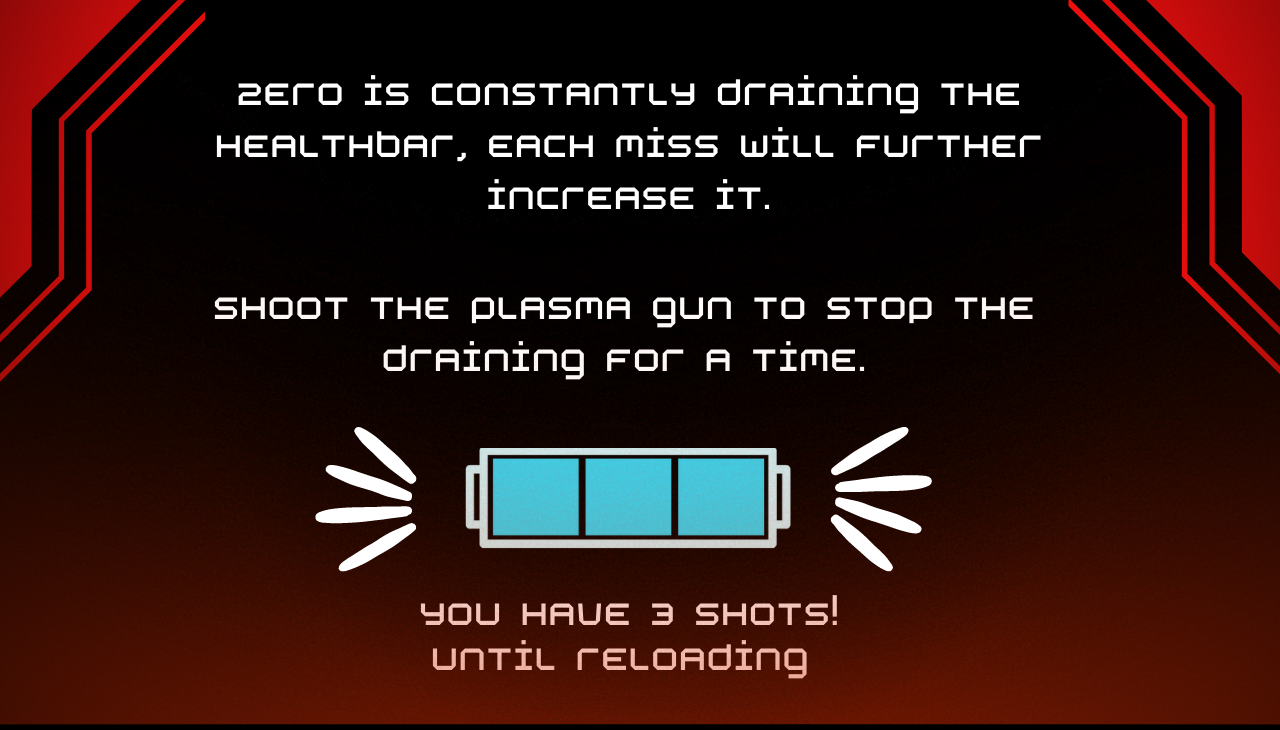 Zero is constantly draining the
healthbar, each miss will further
increase it.
Shoot the plasma gun to stop the
draining for a time.
You have 3 shots!
Until reloading